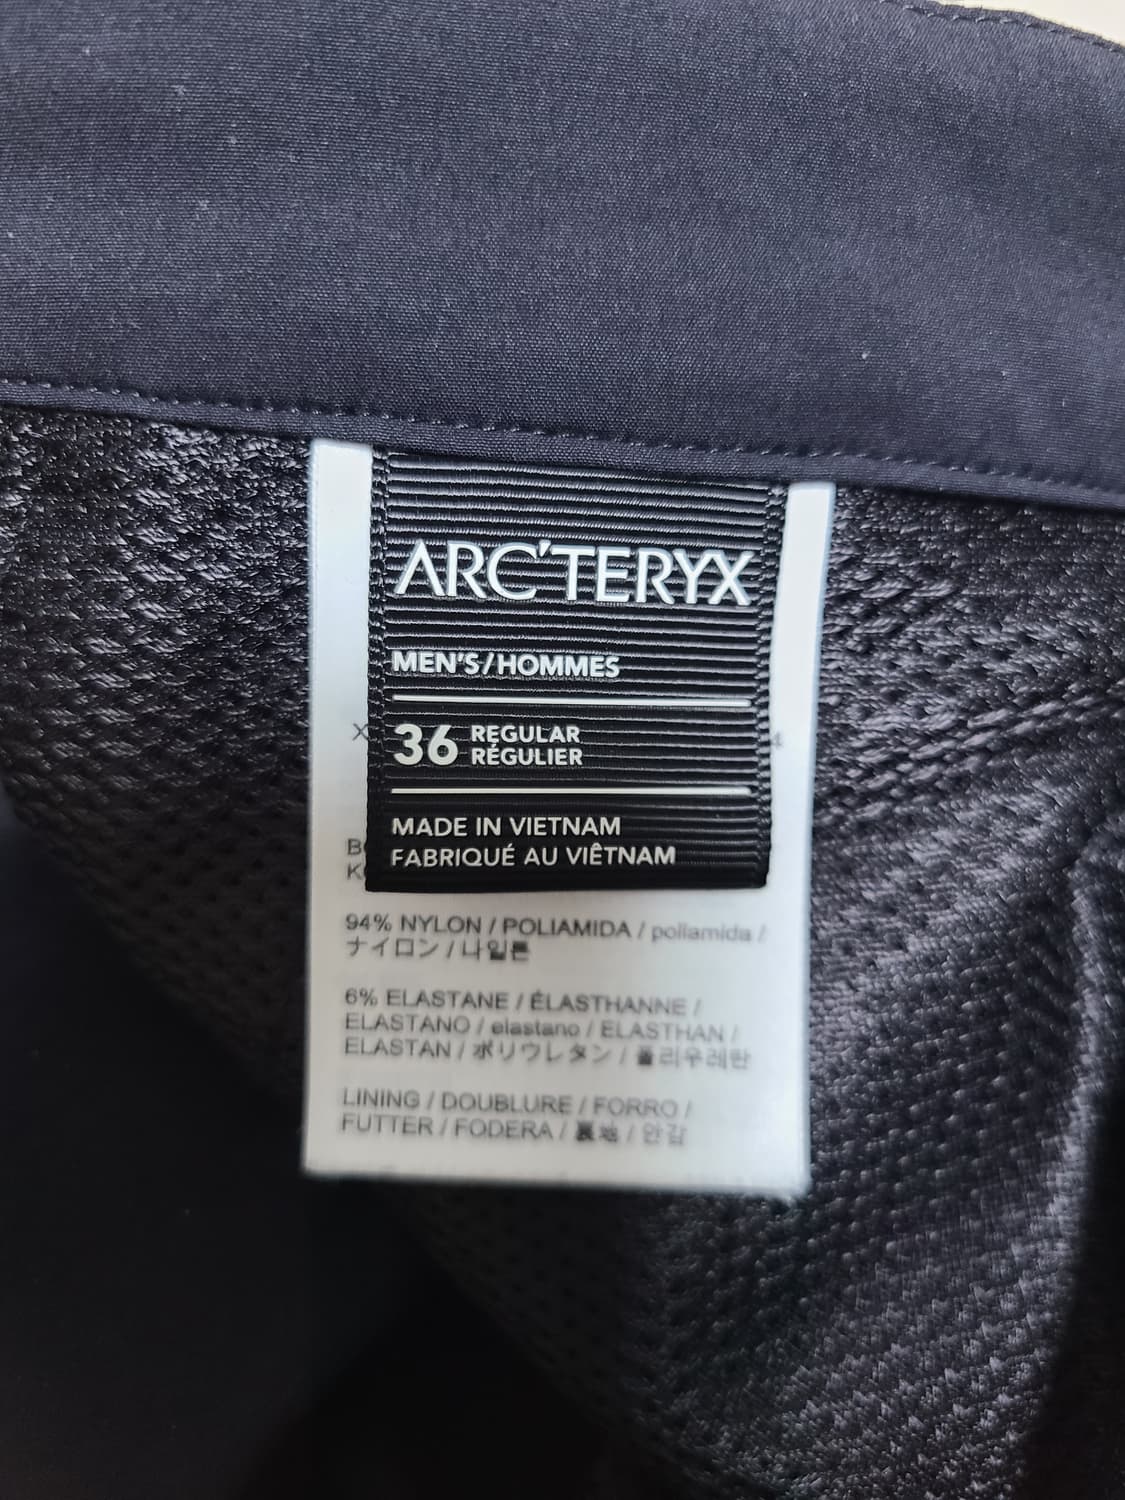 ARC'TERYX
MEN'S/HOMMES
36 REGULAR
RÉGULIER
MADE IN VIETNAM
FABRIQUÉ AU VIÊTNAM
94% NYLON / POLIAMIDA / poliamida /
ナイロン / 나일론
6% ELASTANE / ÉLASTHANNE /
ELASTANO / elastano / ELASTHAN /
ELASTAN / ポリウレタン / 폴리우레탄
LINING / DOUBLURE / FORRO /
FUTTER / FODERA / 裏地 / 안감